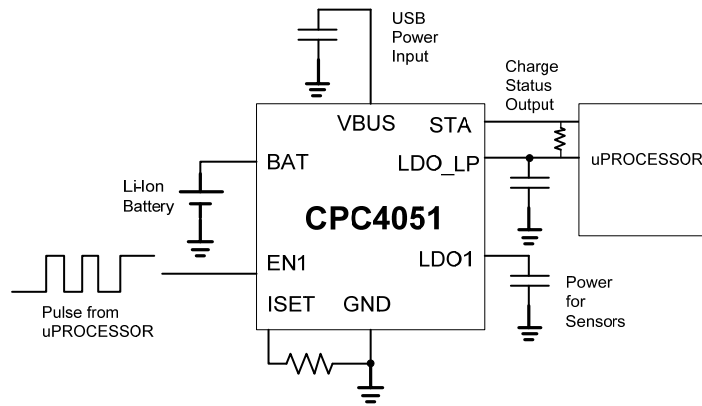 USB
Power
Input
Charge
Status
Output
VBUS
STA
BAT
LDO_LP
uPROCESSOR
Li-Ion
Battery
CPC4051
EN1
LDO1
ISET
GND
Power
for
Sensors
Pulse from
uPROCESSOR